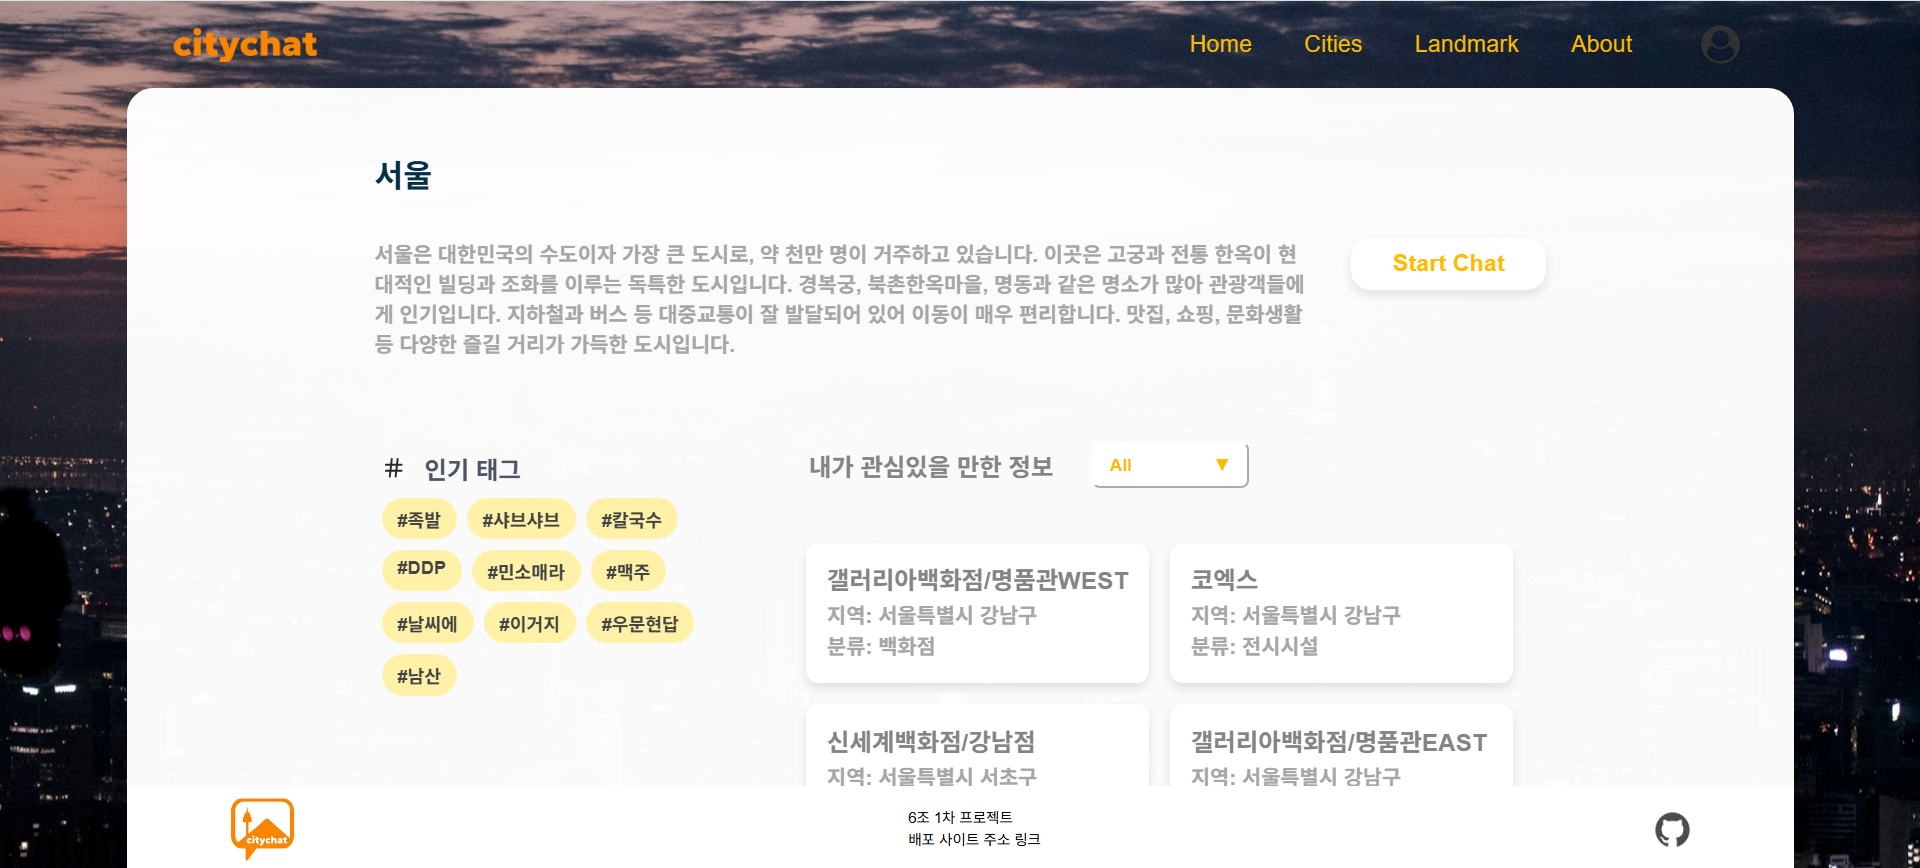 citychat
Home Cities Landmark About
서울
서울은 대한민국의 수도이자 가장 큰 도시로, 약 천만 명이 거주하고 있습니다. 이곳은 고궁과 전통 한옥이 현
대적인 빌딩과 조화를 이루는 독특한 도시입니다. 경복궁, 북촌한옥마을, 명동과 같은 명소가 많아 관광객들에
게 인기입니다. 지하철과 버스 등 대중교통이 잘 발달되어 있어 이동이 매우 편리합니다. 맛집, 쇼핑, 문화생활
등 다양한 즐길 거리가 가득한 도시입니다.
Start Chat
# 인기 태그
#족발 #샤브샤브 #칼국수
#DDP #민소매라 #맥주
#날씨에 #이거지 #우문현답
#남산
내가 관심있을 만한 정보
All ▼
갤러리아백화점/명품관WEST
지역: 서울특별시 강남구
분류: 백화점
코엑스
지역: 서울특별시 강남구
분류: 전시시설
신세계백화점/강남점
지역: 서울특별시 서초구
갤러리아백화점/명품관EAST
지역: 서울특별시 강남구
citychat
6조 1차 프로젝트
배포 사이트 주소 링크